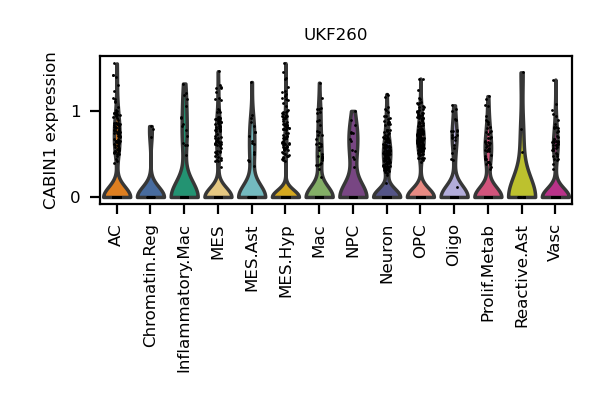 UKF260
CABIN1 expression
1
0
AC
Chromatin.Reg
Inflammatory.Mac
MES
MES.Ast
MES.Hyp
Mac
NPC
Neuron
OPC
Oligo
Prolif.Metab
Reactive.Ast
Vasc